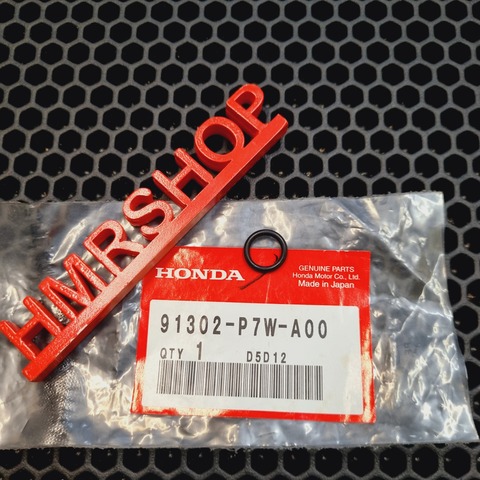 HMRSHOP
HONDA
GENUINE PARTS
Honda Motor Co., Ltd.
Made in Japan
91302-P7W-A00
QTY 1 D5D12